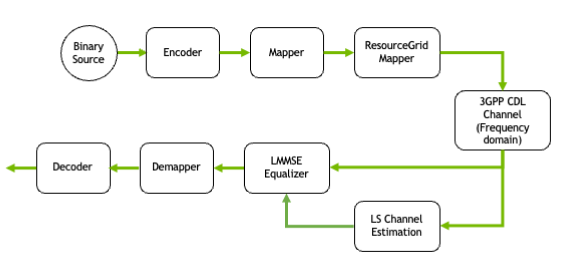 Binary
Source
Encoder
Mapper
ResourceGrid
Mapper
3GPP CDL
Channel
(Frequency
domain)
Decoder
Demapper
LMMSE
Equalizer
LS Channel
Estimation